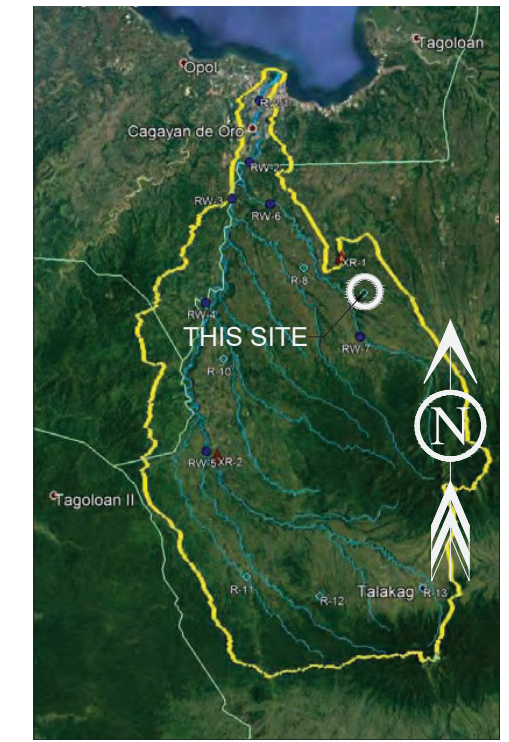 Tagoloan
Opol
RW-1
Cagayan de Oro
RW-2
RW-3
RW-6
XR-1
R-8
RW-4
THIS SITE
RW-7
R-10
N
RW-5
XR-2
Tagoloan II
R-11
R-12
Talakag
R-13